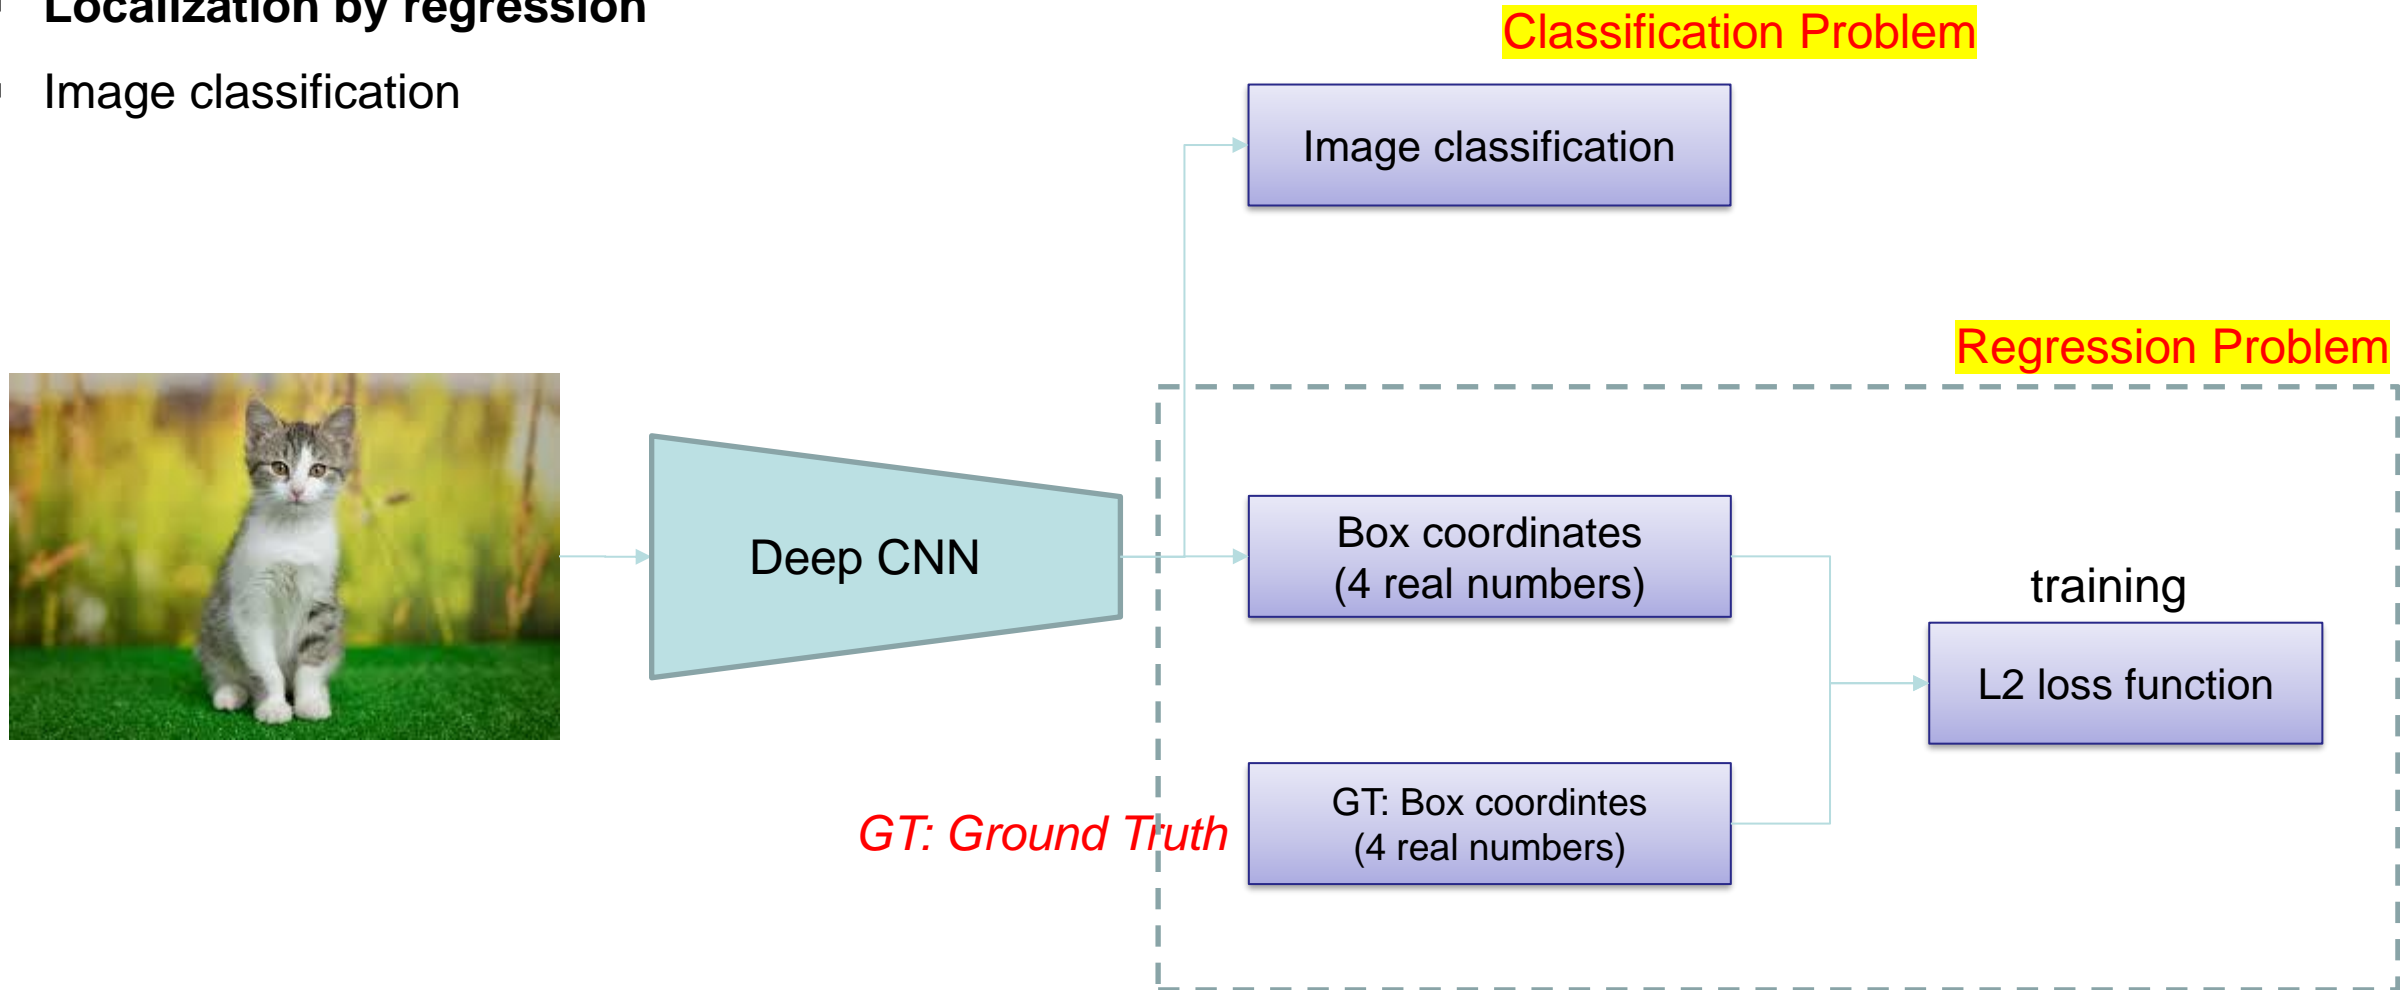 Localization by regression
Image classification
Classification Problem
Image classification
Regression Problem
Deep CNN
Box coordinates
(4 real numbers)
training
L2 loss function
GT: Ground Truth
GT: Box coordintes
(4 real numbers)